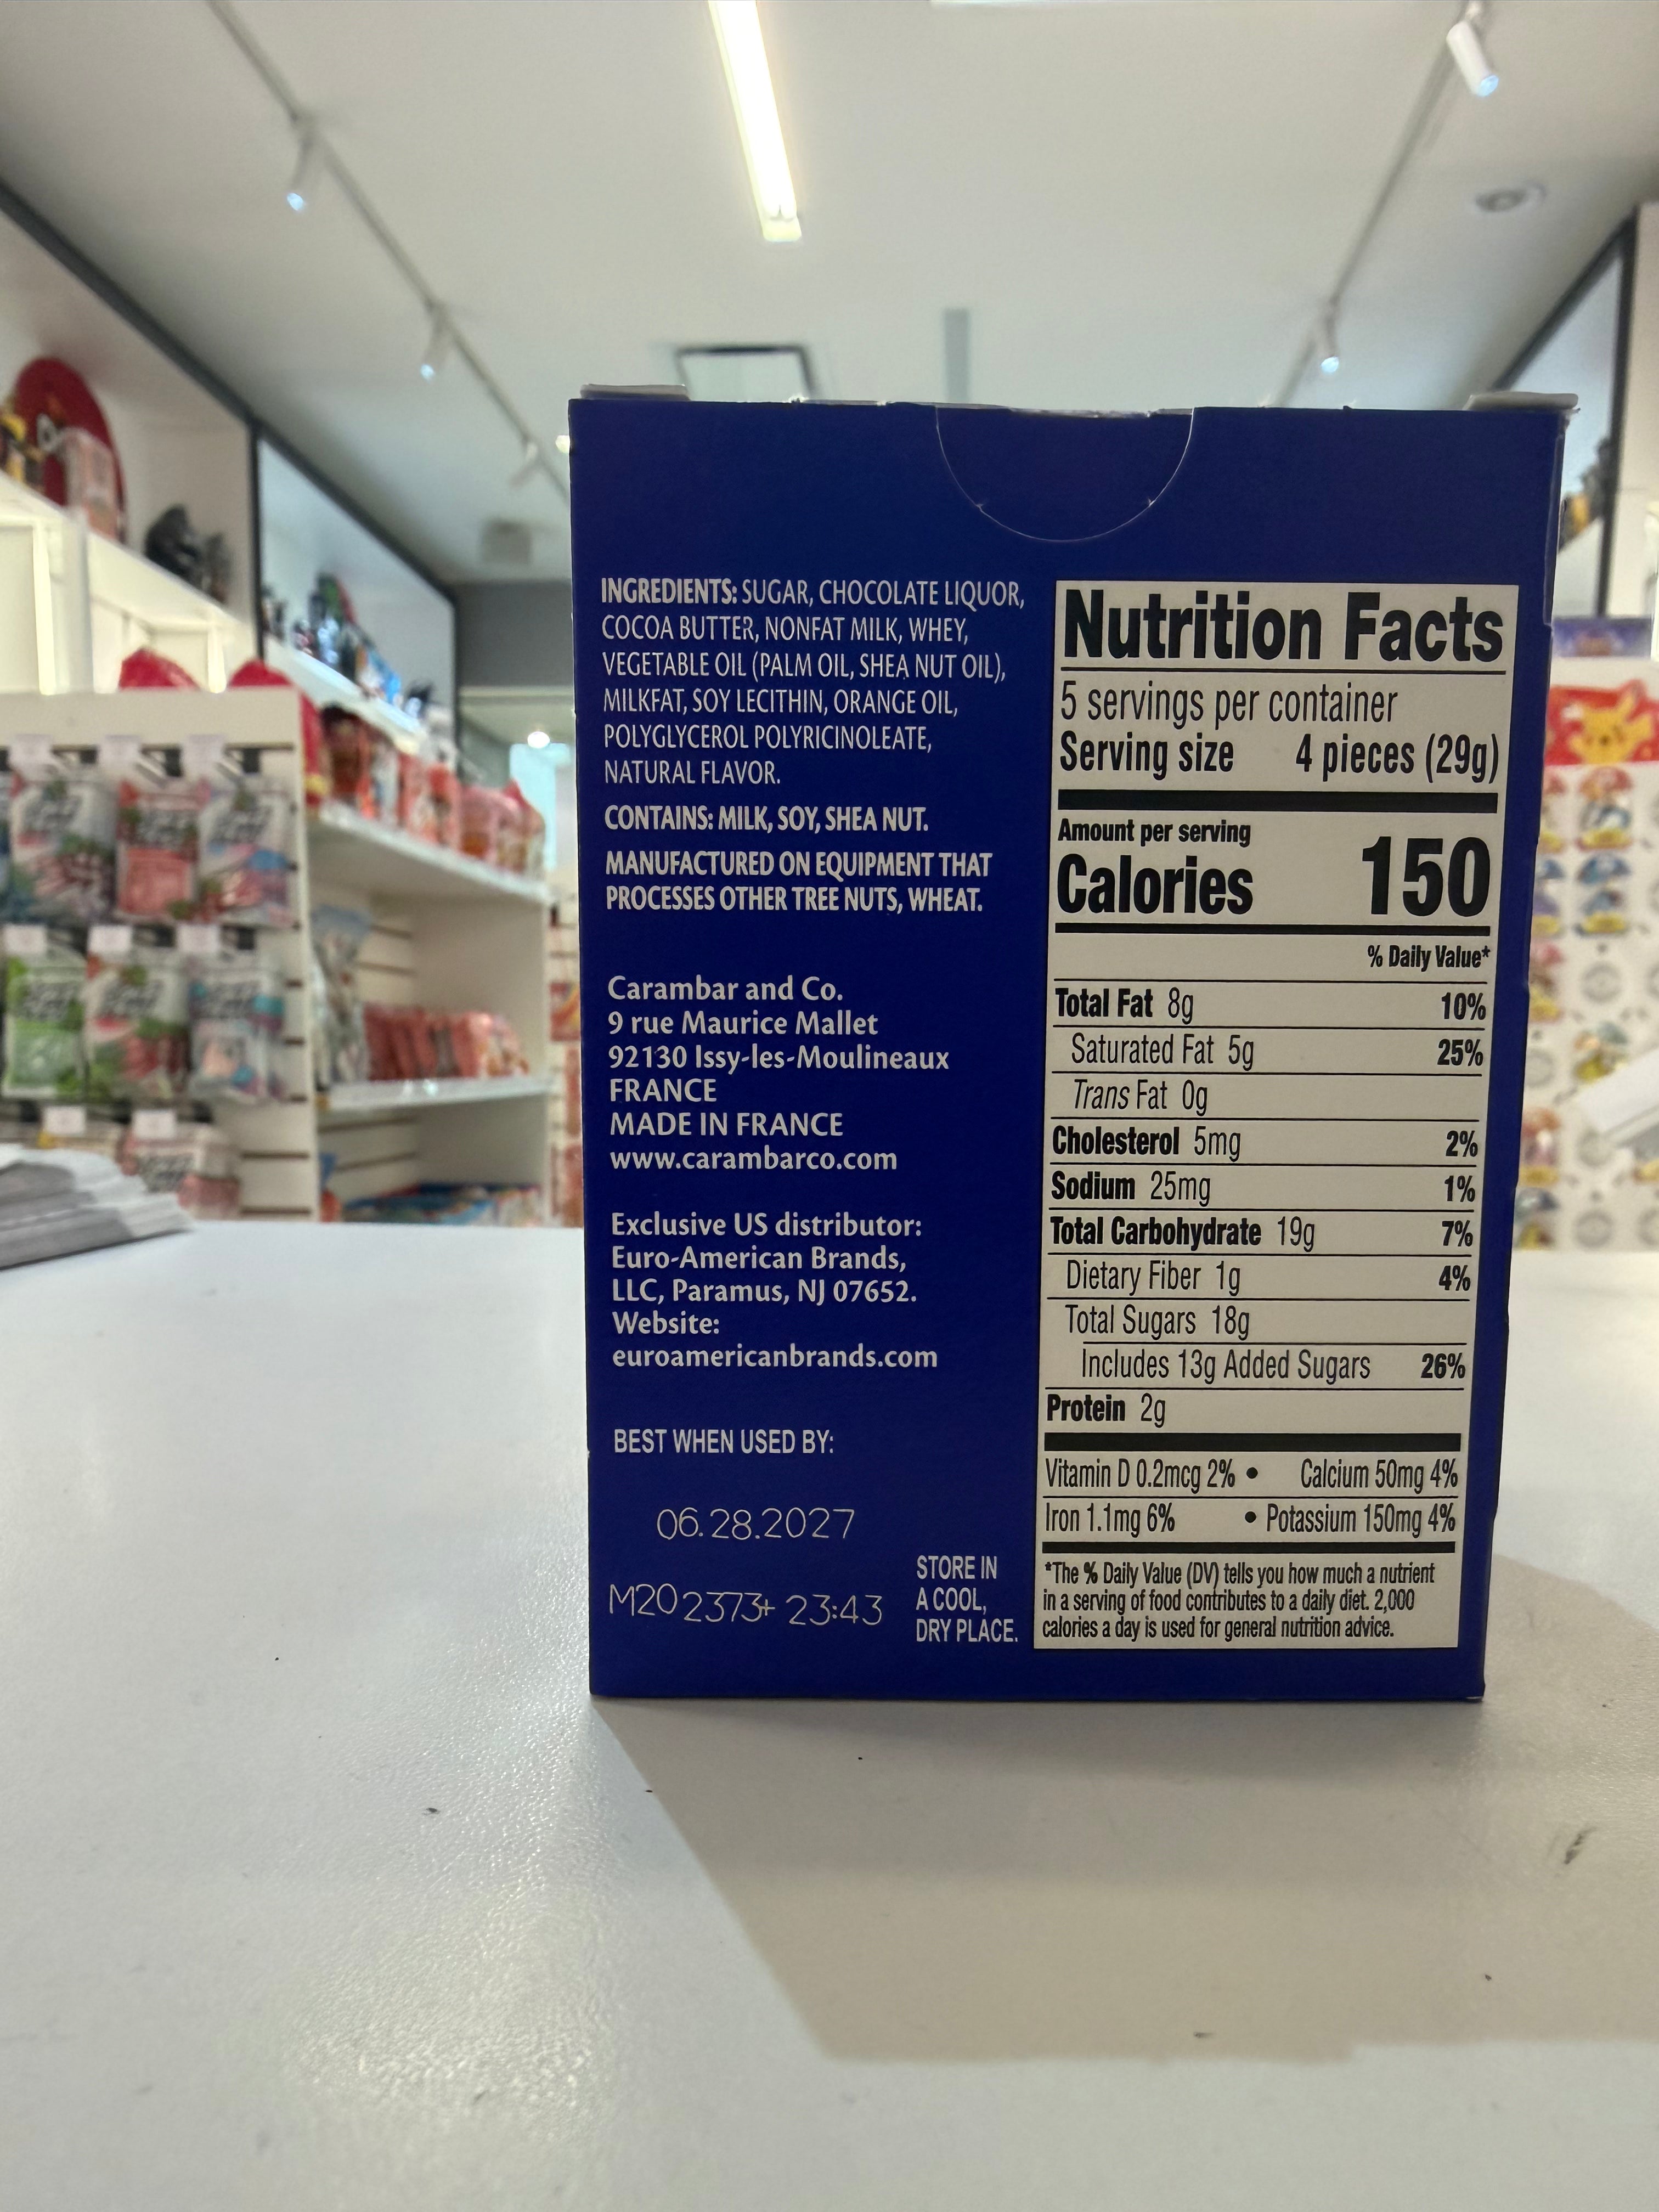 INGREDIENTS: SUGAR, CHOCOLATE LIQUOR,
COCOA BUTTER, NONFAT MILK, WHEY,
VEGETABLE OIL (PALM OIL, SHEA NUT OIL),
MILKFAT, SOY LECITHIN, ORANGE OIL,
POLYGLYCEROL POLYRICINOLEATE,
NATURAL FLAVOR.
CONTAINS: MILK, SOY, SHEA NUT.
MANUFACTURED ON EQUIPMENT THAT
PROCESSES OTHER TREE NUTS, WHEAT.
Carambar and Co.
9 rue Maurice Mallet
92130 Issy-les-Moulineaux
FRANCE
MADE IN FRANCE
www.carambarco.com
Exclusive US distributor:
Euro-American Brands,
LLC, Paramus, NJ 07652.
Website:
euroamericanbrands.com
BEST WHEN USED BY:
06.28.2027
M202373+ 23:43
STORE IN
A COOL,
DRY PLACE.
Nutrition Facts
5 servings per container
Serving size 4 pieces (29g)
Amount per serving
Calories 150
% Daily Value*
Total Fat 8g 10%
Saturated Fat 5g 25%
Trans Fat 0g
Cholesterol 5mg 2%
Sodium 25mg 1%
Total Carbohydrate 19g 7%
Dietary Fiber 1g 4%
Total Sugars 18g
Includes 13g Added Sugars 26%
Protein 2g
Vitamin D 0.2mcg 2% • Calcium 50mg 4%
Iron 1.1mg 6% • Potassium 150mg 4%
*The % Daily Value (DV) tells you how much a nutrient
in a serving of food contributes to a daily diet. 2,000
calories a day is used for general nutrition advice.